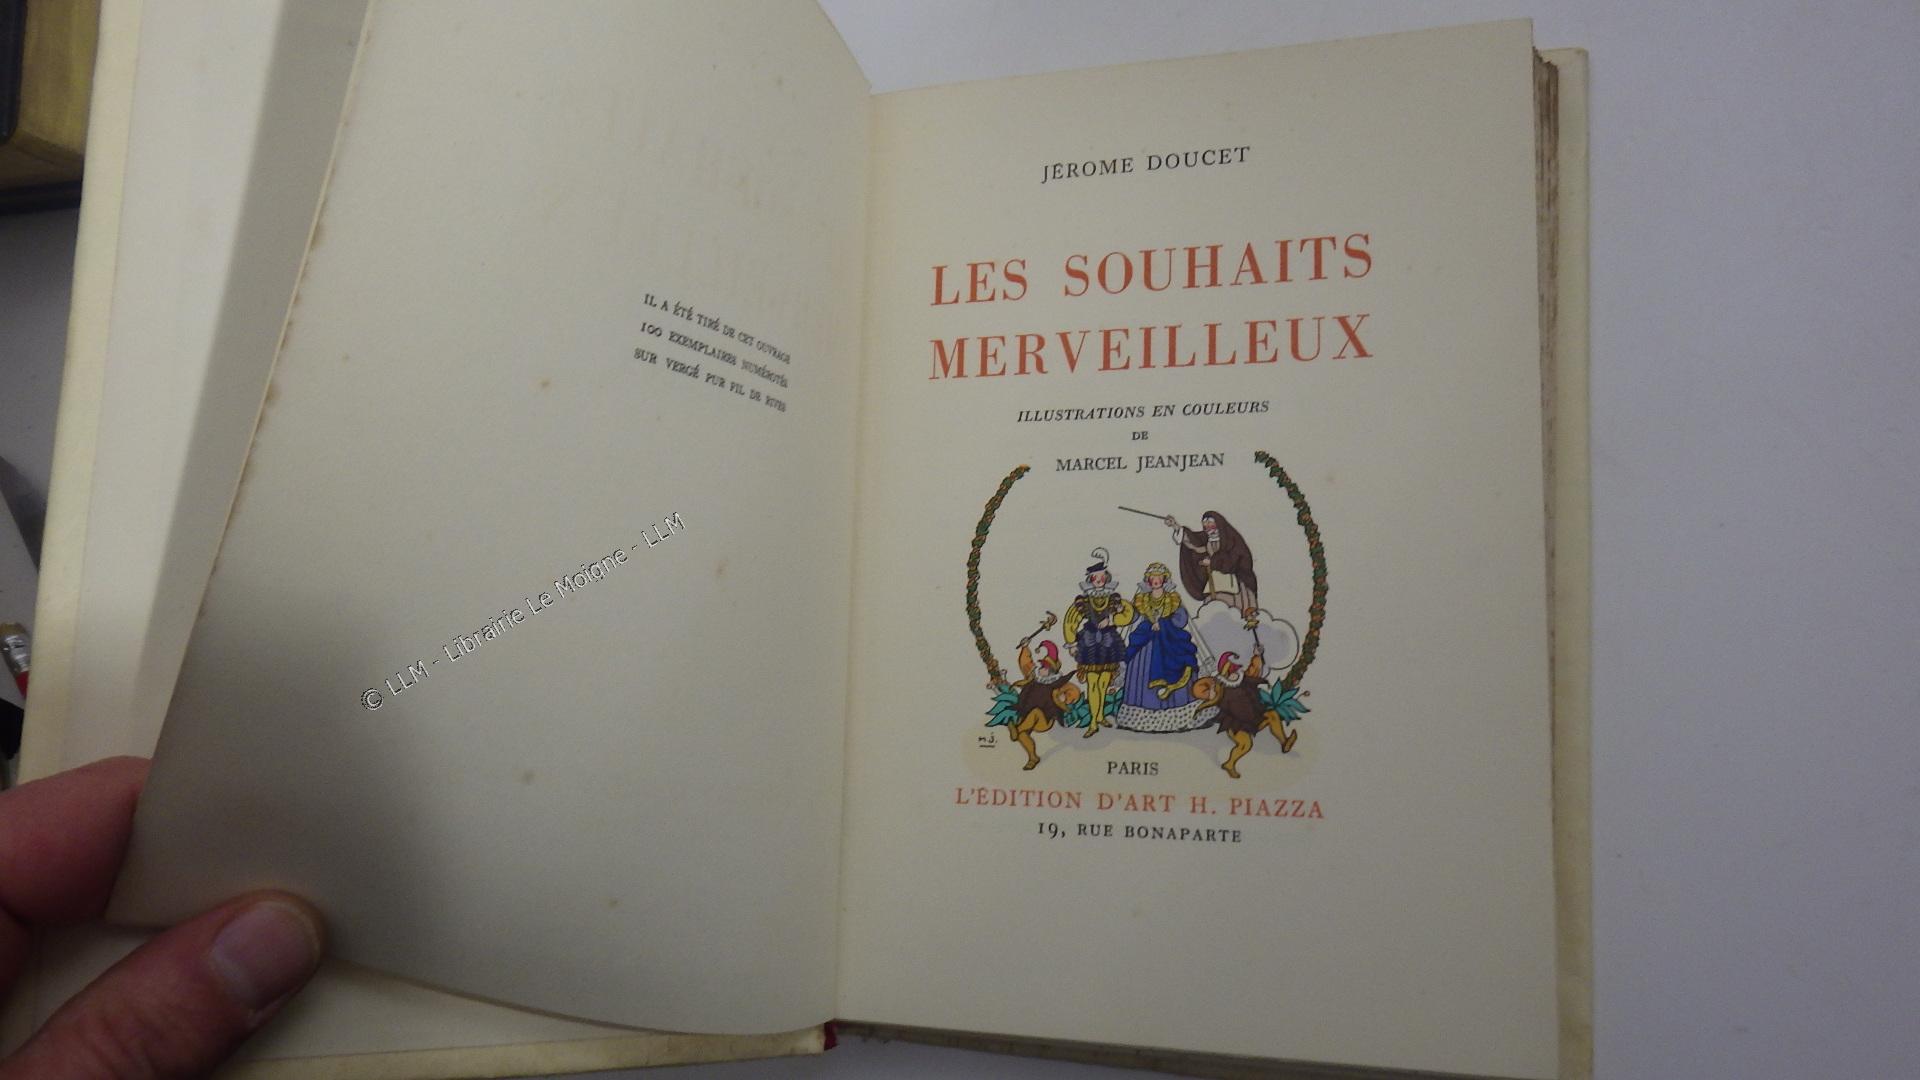 IL A ÉTÉ TIRÉ DE CET OUVRAGE
100 EXEMPLAIRES NUMÉROTÉS
SUR VERGÉ PUR FIL DE RIVES
JÉROME DOUCET
LES SOUHAITS
MERVEILLEUX
ILLUSTRATIONS EN COULEURS
DE
MARCEL JEANJEAN
M.J.
PARIS
L'ÉDITION D'ART H. PIAZZA
19, RUE BONAPARTE
© LLM - Librairie Le Moigne - LLM